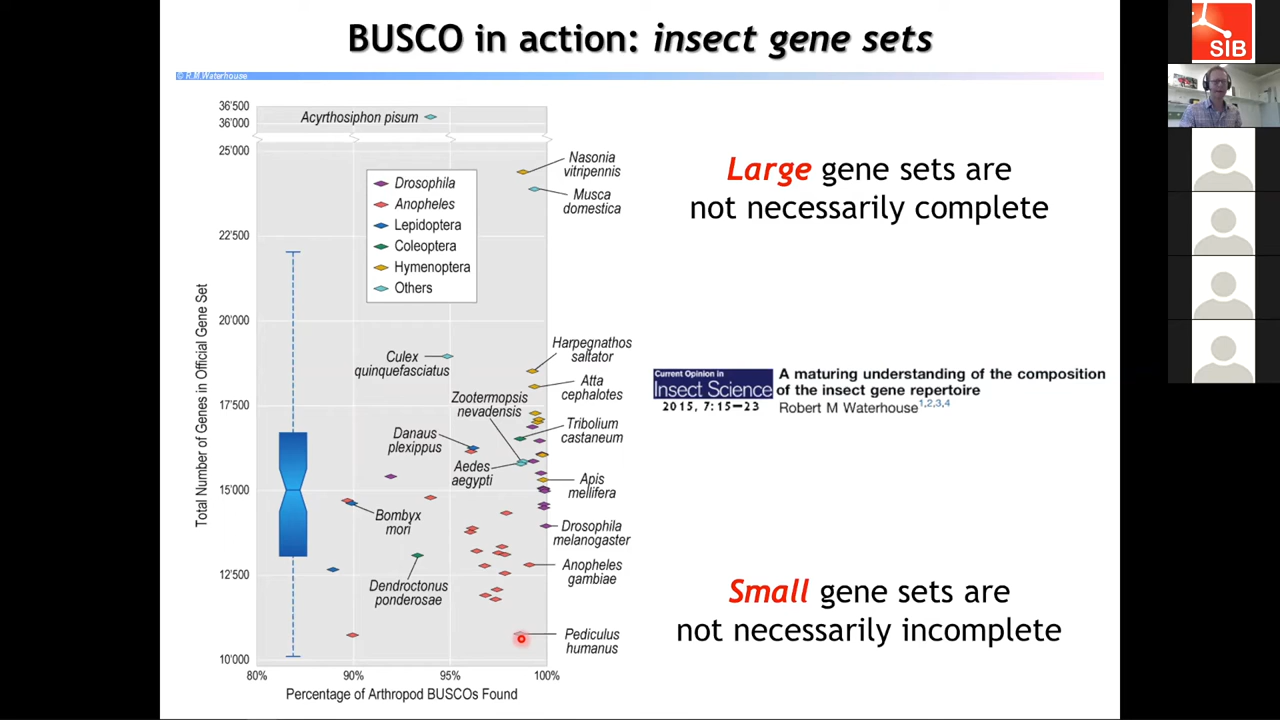 BUSCO in action: insect gene sets
© R.M.Waterhouse
SIB
36'500
36'000
25'000
22'500
20'000
17'500
15'000
12'500
10'000
Total Number of Genes in Official Gene Set
80%
90%
95%
100%
Percentage of Arthropod BUSCOs Found
Acyrthosiphon pisum
Drosophila
Anopheles
Lepidoptera
Coleoptera
Hymenoptera
Others
Nasonia
vitripennis
Musca
domestica
Culex
quinquefasciatus
Harpegnathos
saltator
Atta
cephalotes
Zootermopsis
nevadensis
Tribolium
castaneum
Danaus
plexippus
Aedes
aegypti
Apis
mellifera
Bombyx
mori
Drosophila
melanogaster
Dendroctonus
ponderosae
Anopheles
gambiae
Pediculus
humanus
Large gene sets are
not necessarily complete
Current Opinion in
Insect Science
2015, 7:15–23
A maturing understanding of the composition
of the insect gene repertoire
Robert M Waterhouse1,2,3,4
Small gene sets are
not necessarily incomplete